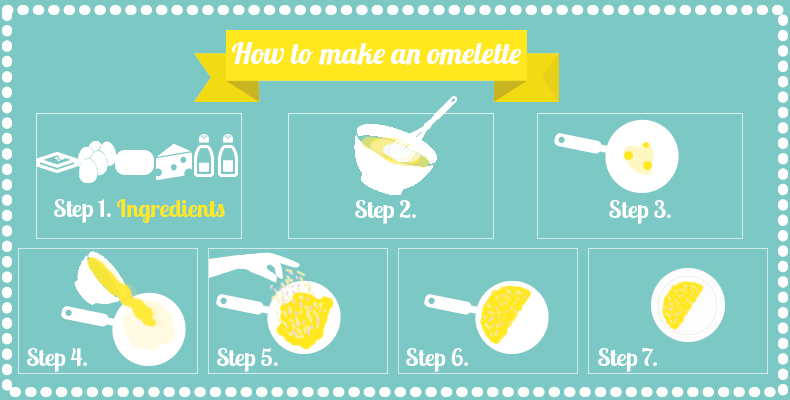 How to make an omelette
Step 1. Ingredients
Step 2.
Step 3.
Step 4.
Step 5.
Step 6.
Step 7.